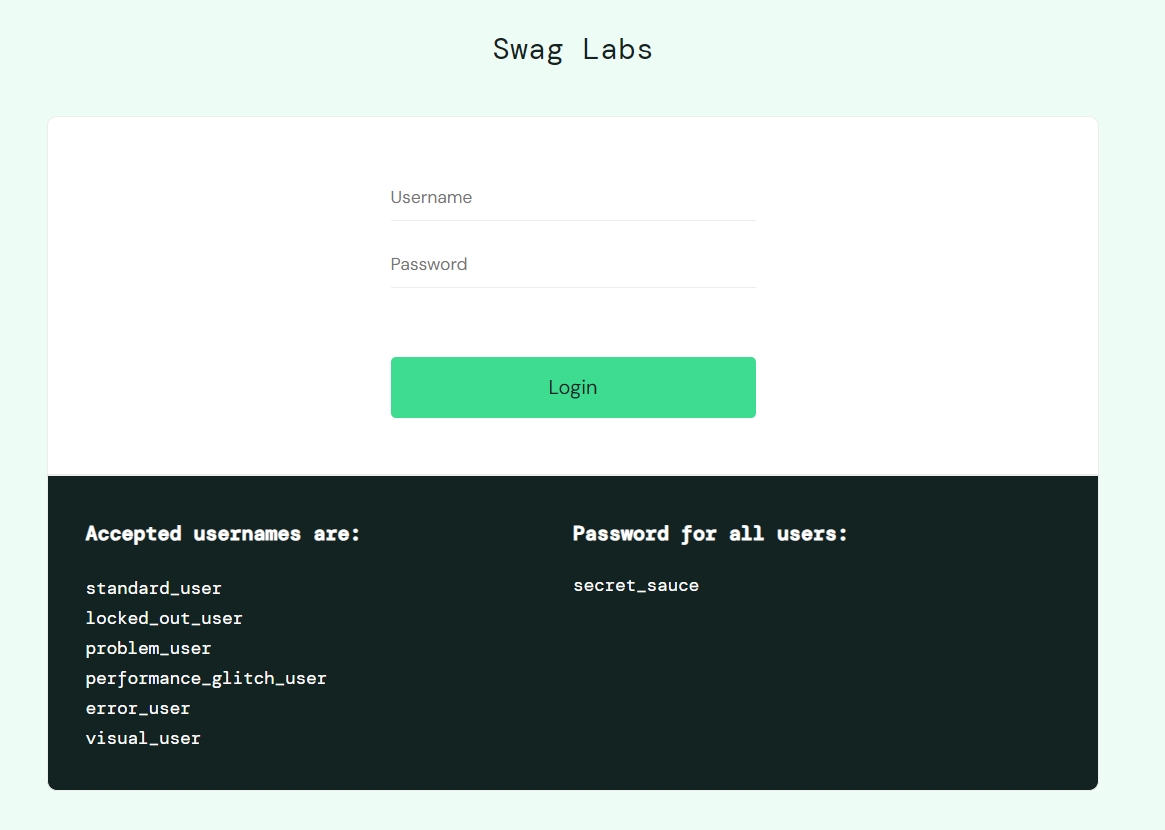 Swag Labs
Username
Password
Login
Accepted usernames are:
standard_user
locked_out_user
problem_user
performance_glitch_user
error_user
visual_user
Password for all users:
secret_sauce